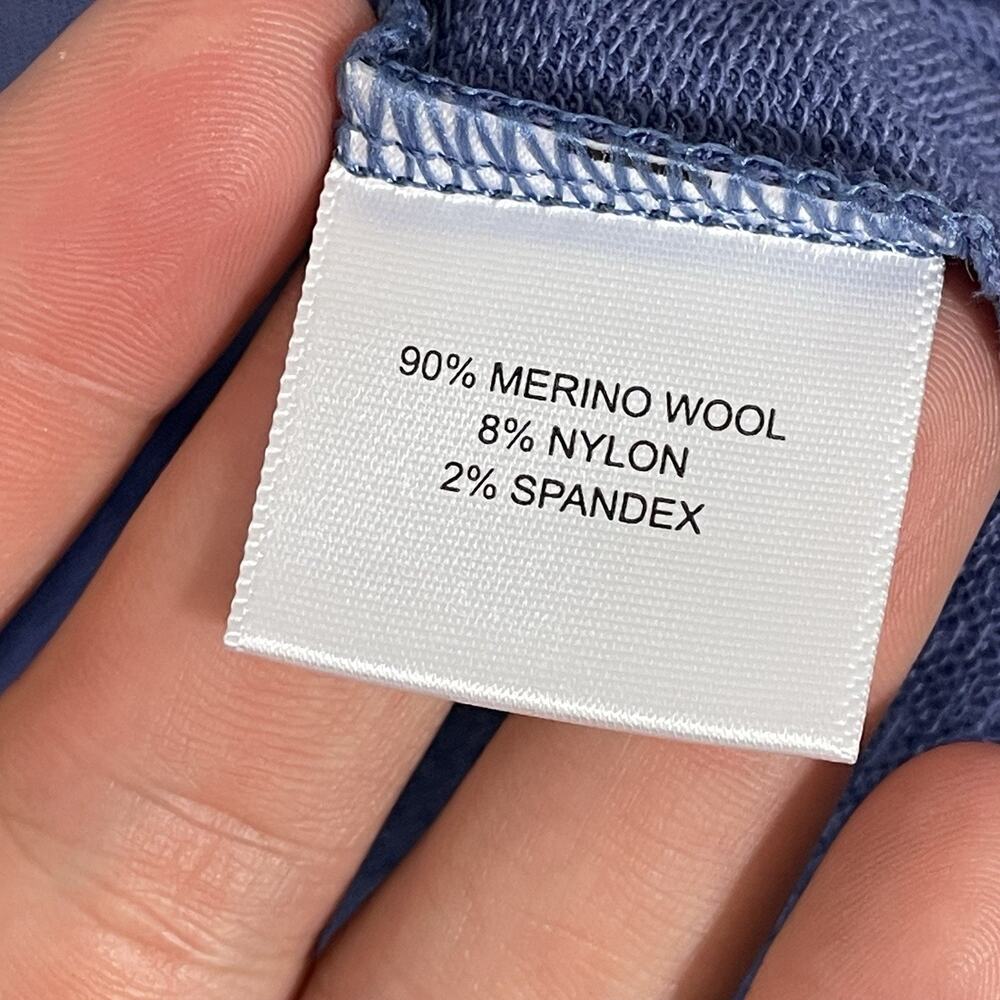 90% MERINO WOOL
8% NYLON
2% SPANDEX